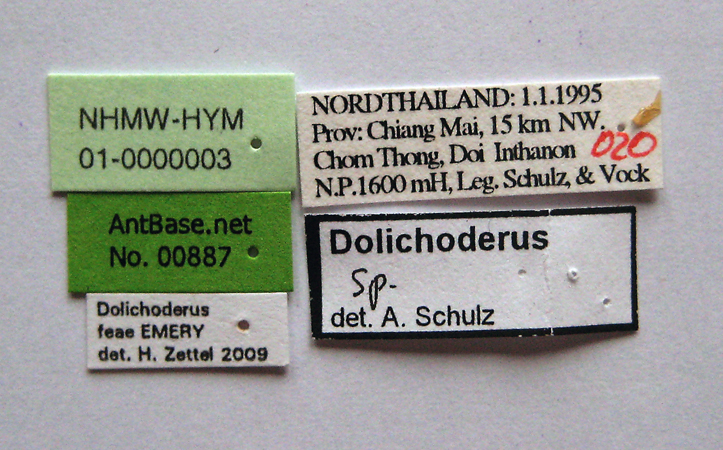 NHMW-HYM
01-0000003
AntBase.net
No. 00887
Dolichoderus
feae EMERY
det. H. Zettel 2009
NORDTHAILAND: 1.1.1995
Prov: Chiang Mai, 15 km NW.
Chom Thong, Doi Inthanon 020
N.P.1600 mH, Leg. Schulz, & Vock
Dolichoderus
sp.
det. A. Schulz